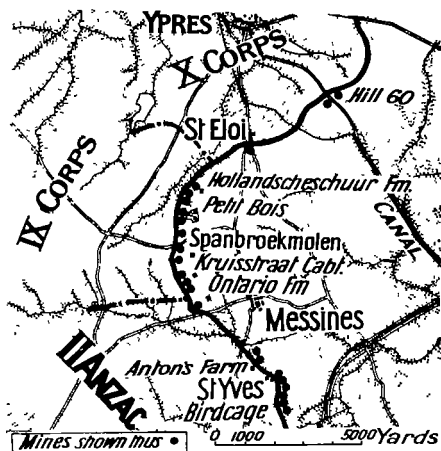 YPRES
X CORPS
Hill 60
St Eloi
IX CORPS
Hollandscheschuur Fm.
Petit Bois
CANAL
Spanbroekmolen
Kruisstraat Cabt.
Ontario Fm
Messines
II ANZAC
Anton's Farm
St Yves
Birdcage
Mines shown thus
0 1000 5000 Yards